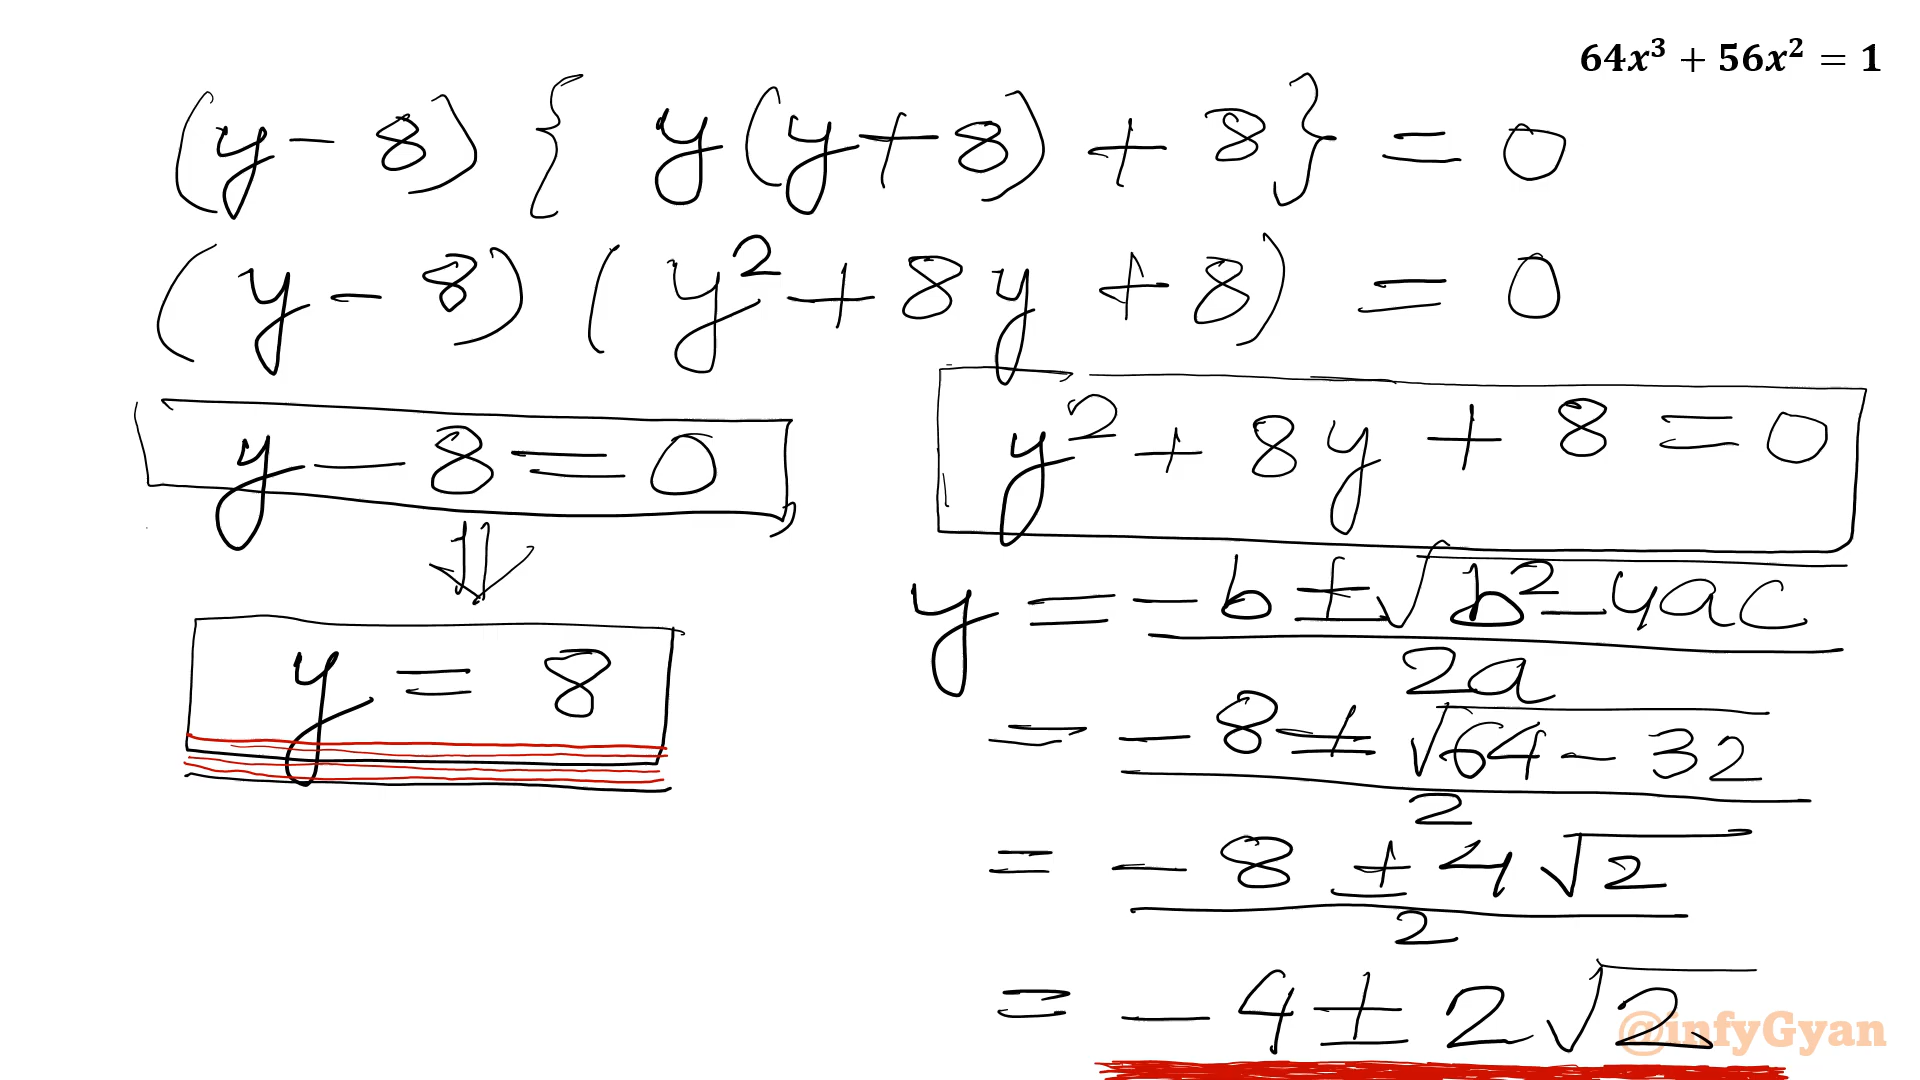 64x³ + 56x² = 1
(y - 8) { y(y + 8) + 8} = 0
(y - 8) (y² + 8y + 8) = 0
y - 8 = 0
⇓
y = 8
y² + 8y + 8 = 0
y = -b ± √b² - 4ac
2a
= -8 ± √64 - 32
2
= -8 ± 4√2
2
= -4 ± 2√2
@infyGyan